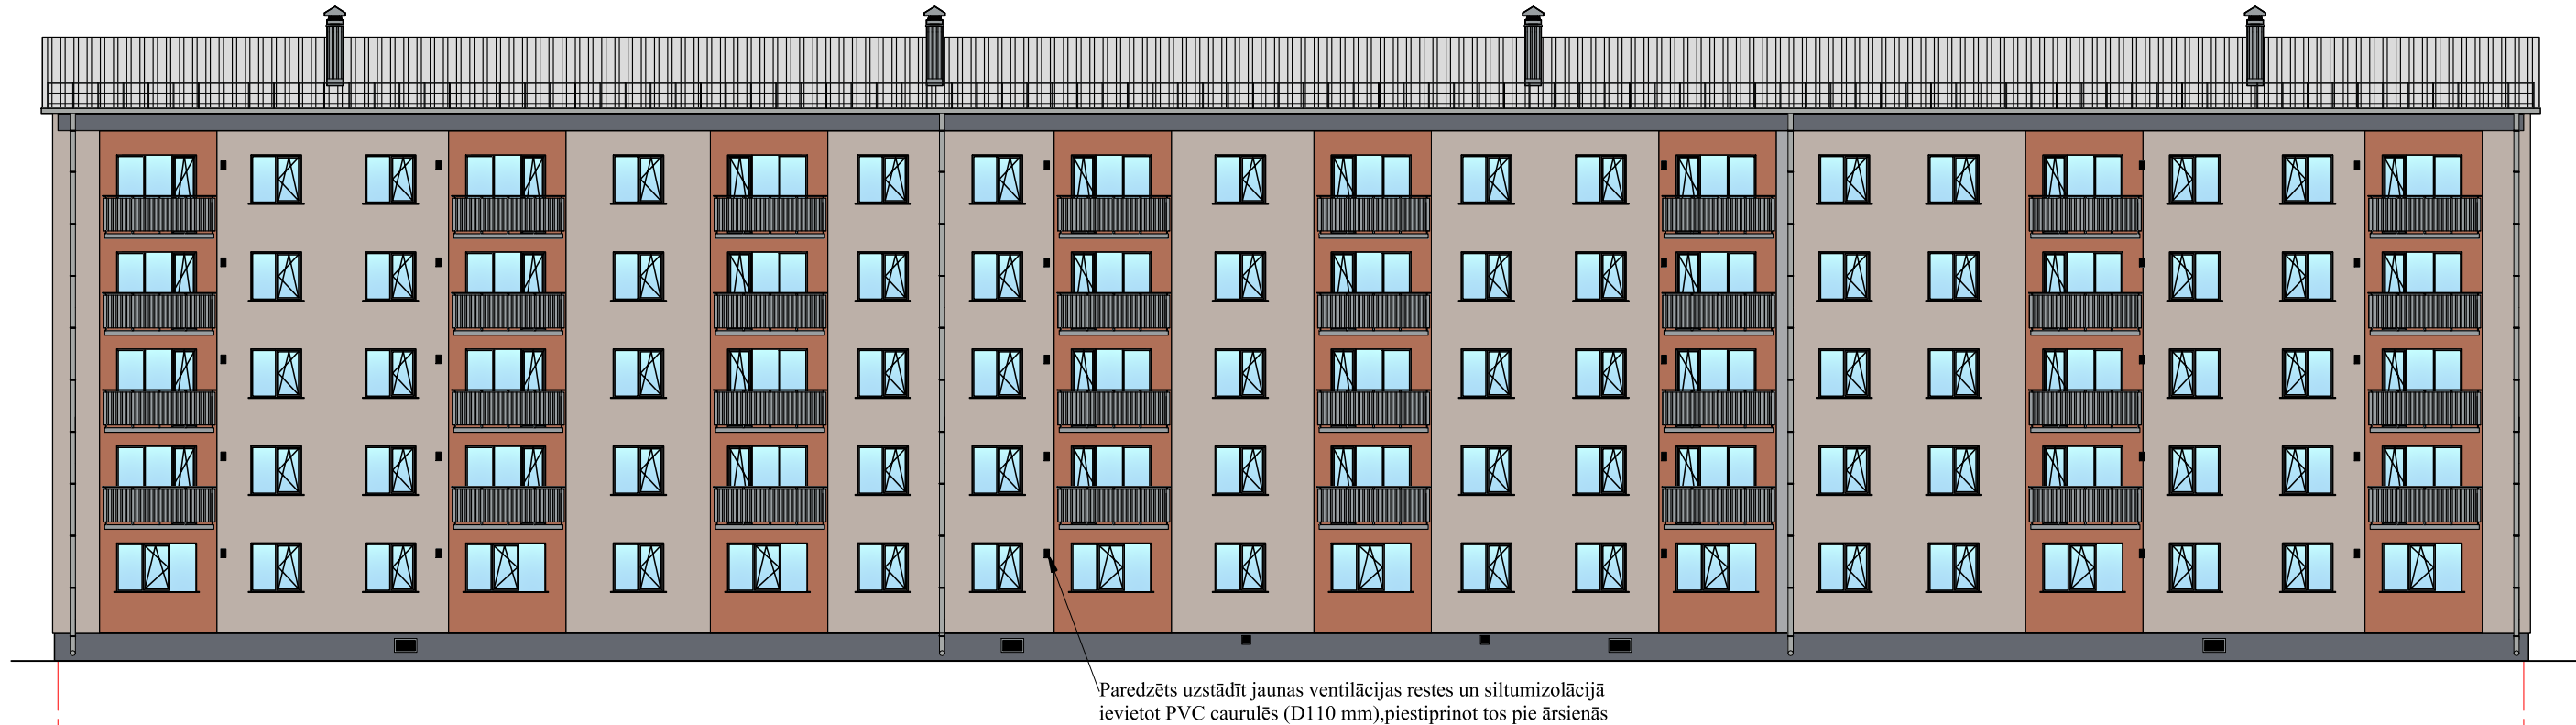 Paredzēts uzstādīt jaunas ventilācijas restes un siltumizolācijā
ievietot PVC caurulēs (D110 mm),piestiprinot tos pie ārsienās